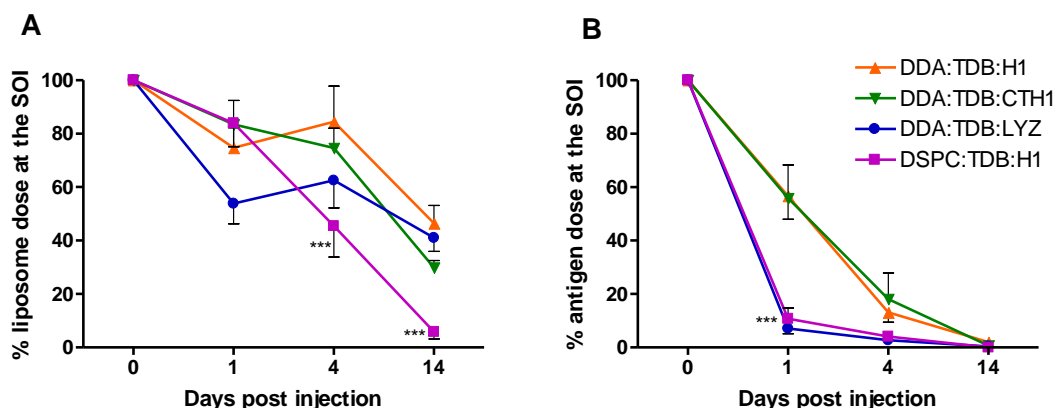 A
% liposome dose at the SOI
100
80
60
40
20
0
***
***
0 1 4 14
Days post injection
B
% antigen dose at the SOI
100
80
60
40
20
0
***
0 1 4 14
Days post injection
DDA:TDB:H1
DDA:TDB:CTH1
DDA:TDB:LYZ
DSPC:TDB:H1